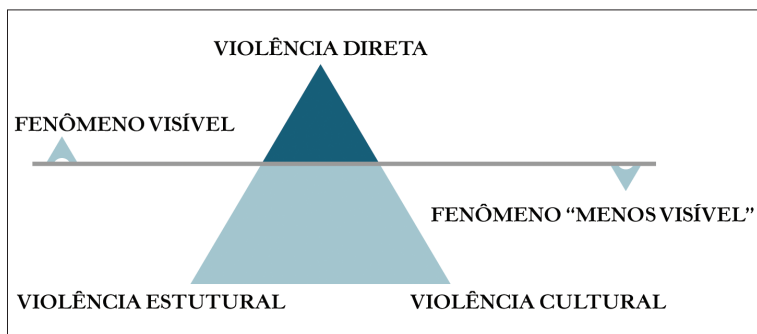 VIOLÊNCIA DIRETA
FENÔMENO VISÍVEL
FENÔMENO “MENOS VISÍVEL”
VIOLÊNCIA ESTUTURAL
VIOLÊNCIA CULTURAL